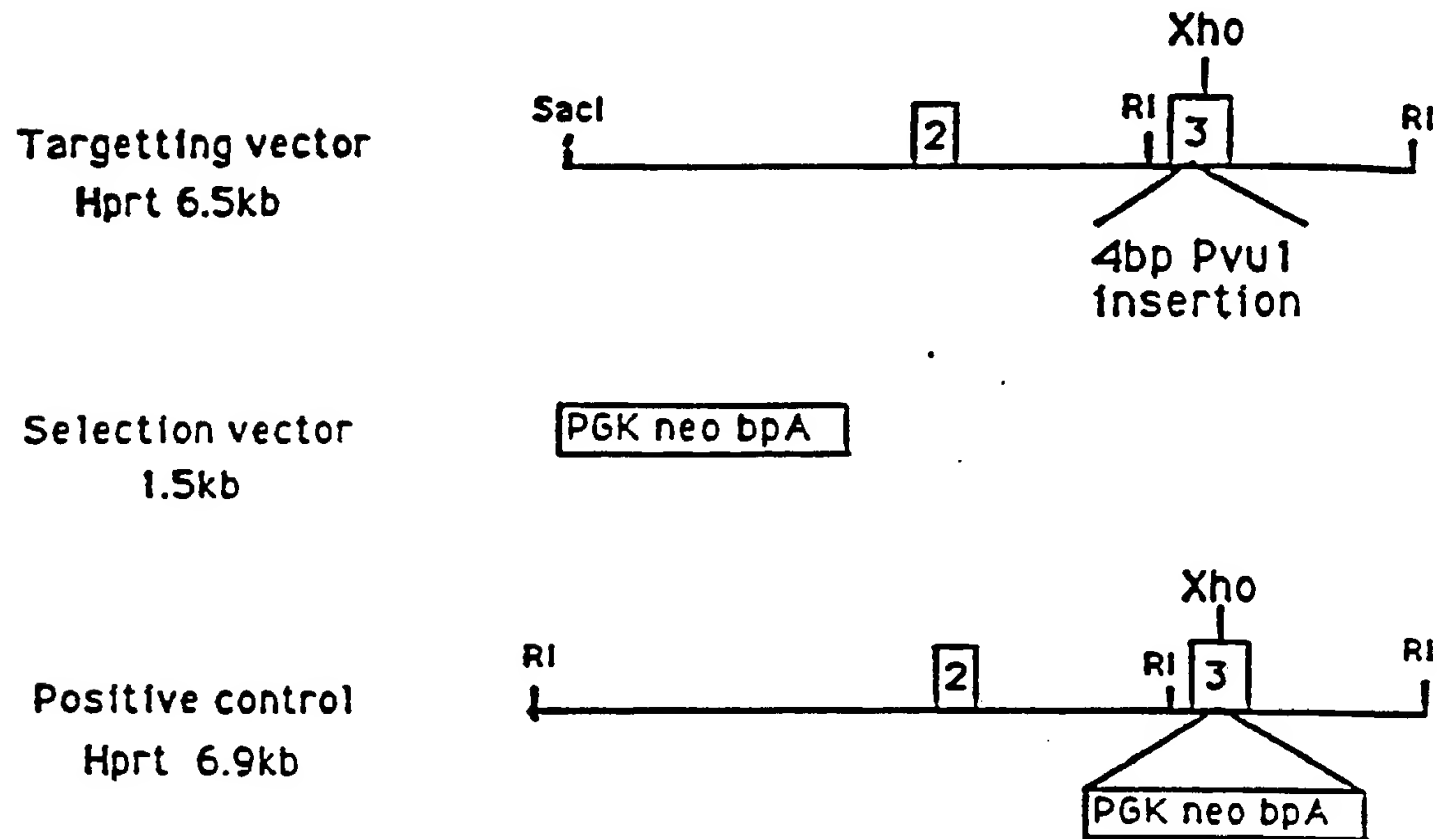 Xho
SacI
2
RI
3
RI
Targetting vector
Hprt 6.5kb
4bp Pvu1
insertion
Selection vector
1.5kb
PGK neo bpA
Xho
RI
2
RI
3
RI
Positive control
Hprt 6.9kb
PGK neo bpA